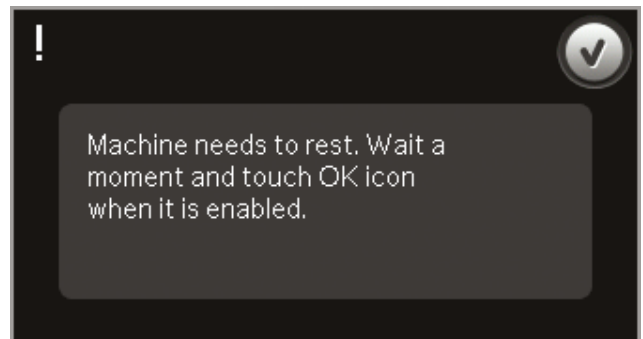 !
Machine needs to rest. Wait a
moment and touch OK icon
when it is enabled.